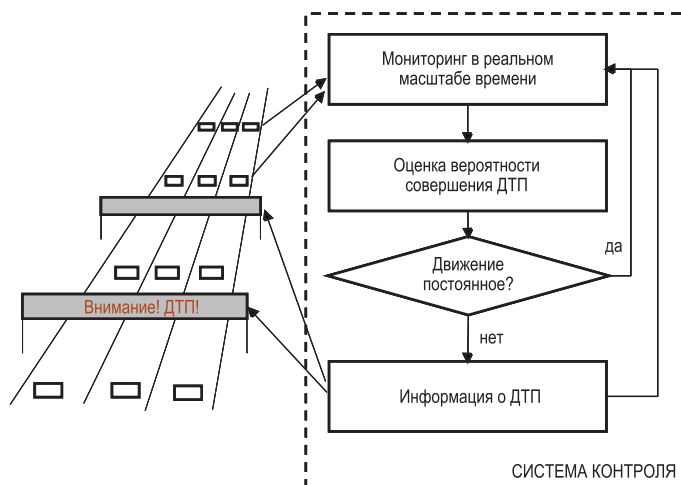 Мониторинг в реальном
масштабе времени
Оценка вероятности
совершения ДТП
да
Движение
постоянное?
Внимание! ДТП!
нет
Информация о ДТП
СИСТЕМА КОНТРОЛЯ